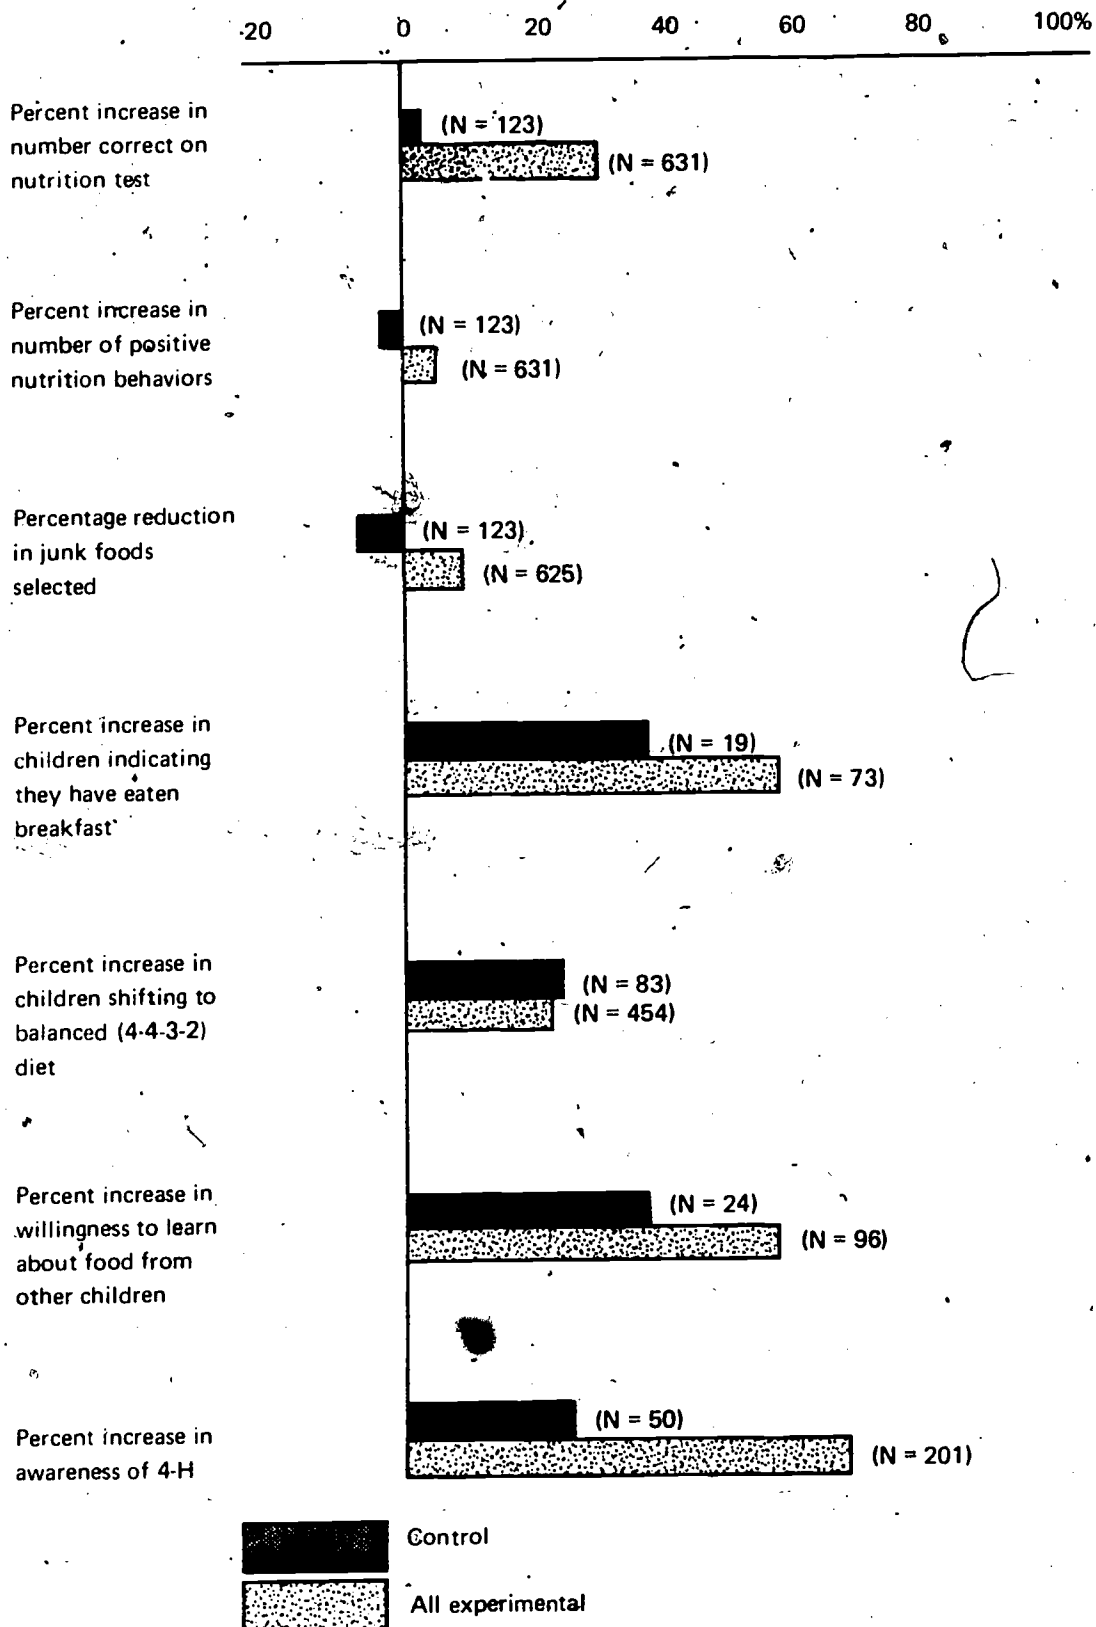 -20 0 20 40 60 80 100%
Percent increase in
number correct on
nutrition test
(N = 123)
(N = 631)
Percent increase in
number of positive
nutrition behaviors
(N = 123)
(N = 631)
Percentage reduction
in junk foods
selected
(N = 123)
(N = 625)
Percent increase in
children indicating
they have eaten
breakfast
(N = 19)
(N = 73)
Percent increase in
children shifting to
balanced (4-4-3-2)
diet
(N = 83)
(N = 454)
Percent increase in
willingness to learn
about food from
other children
(N = 24)
(N = 96)
Percent increase in
awareness of 4-H
(N = 50)
(N = 201)
Control
All experimental